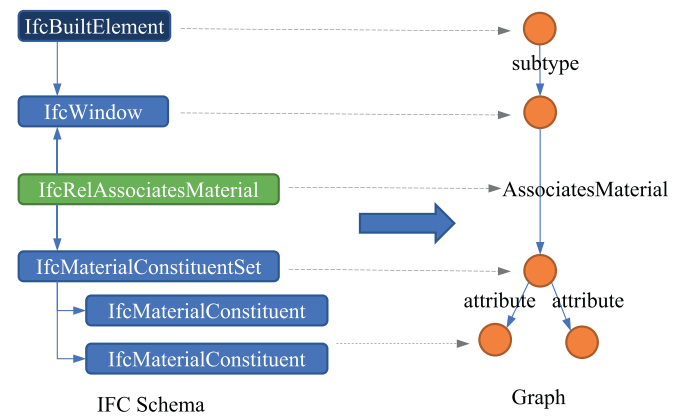 IfcBuiltElement
subtype
IfcWindow
IfcRelAssociatesMaterial
AssociatesMaterial
IfcMaterialConstituentSet
attribute attribute
IfcMaterialConstituent
IfcMaterialConstituent
IFC Schema
Graph